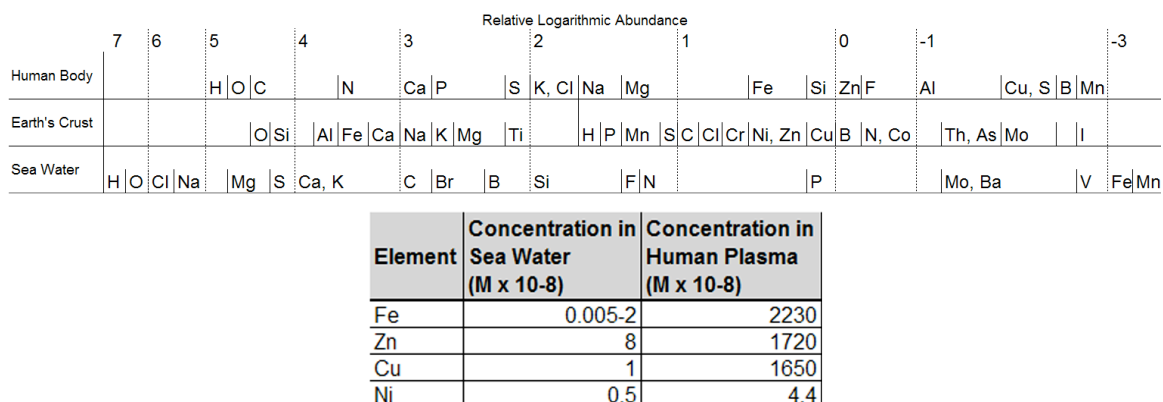 Relative Logarithmic Abundance
7 6 5 4 3 2 1 0 -1 -3
Human Body H O C N Ca P S K, Cl Na Mg Fe Si Zn F Al Cu, S B Mn
Earth's Crust O Si Al Fe Ca Na K Mg Ti H P Mn S C Cl Cr Ni, Zn Cu B N, Co Th, As Mo I
Sea Water H O Cl Na Mg S Ca, K C Br B Si F N P Mo, Ba V Fe Mn
Element Concentration in Sea Water (M x 10-8) Concentration in Human Plasma (M x 10-8)
Fe 0.005-2 2230
Zn 8 1720
Cu 1 1650
Ni 0.5 4.4